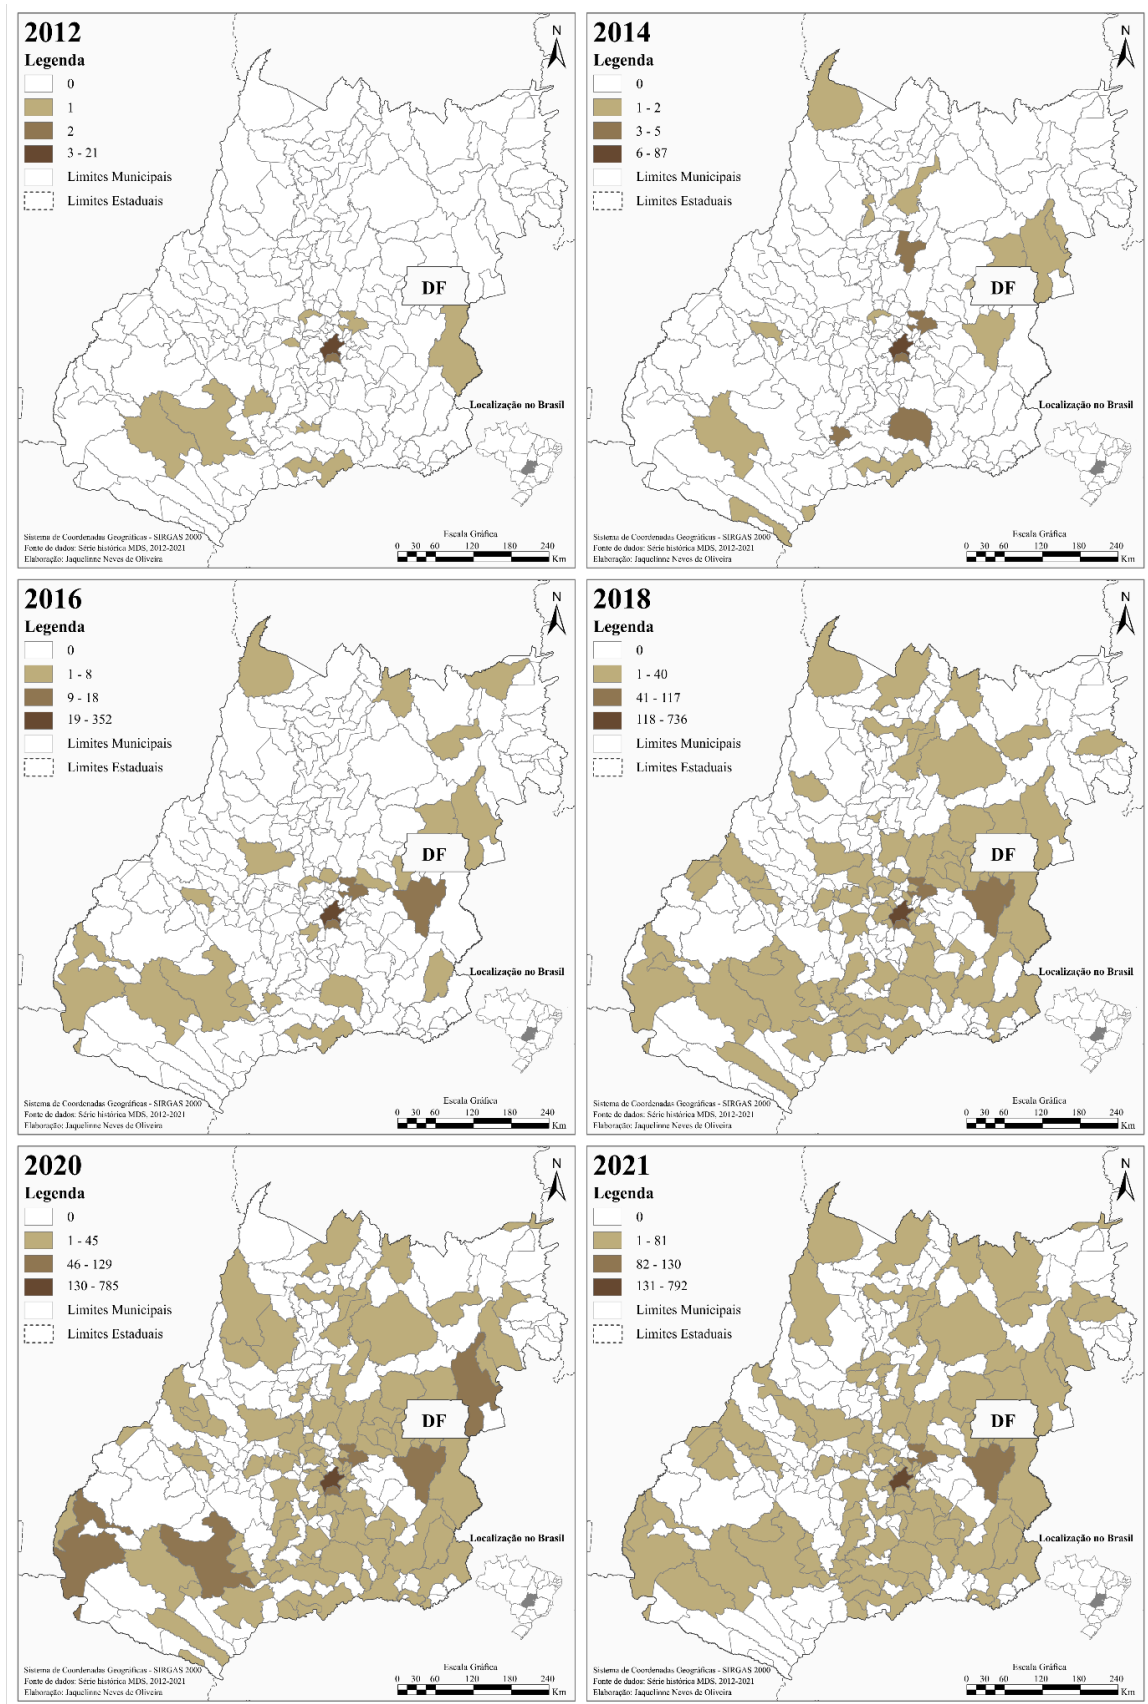 2012
Legenda
0
1
2
3 - 21
Limites Municipais
Limites Estaduais
N
DF
Localização no Brasil
Sistema de Coordenadas Geográficas - SIRGAS 2000
Fonte de dados: Série histórica MDS, 2012-2021
Elaboração: Jaquelinne Neves de Oliveira
Escala Gráfica
0 30 60 120 180 240
Km
2014
Legenda
0
1 - 2
3 - 5
6 - 87
Limites Municipais
Limites Estaduais
N
DF
Localização no Brasil
Sistema de Coordenadas Geográficas - SIRGAS 2000
Fonte de dados: Série histórica MDS, 2012-2021
Elaboração: Jaquelinne Neves de Oliveira
Escala Gráfica
0 30 60 120 180 240
Km
2016
Legenda
0
1 - 8
9 - 18
19 - 352
Limites Municipais
Limites Estaduais
N
DF
Localização no Brasil
Sistema de Coordenadas Geográficas - SIRGAS 2000
Fonte de dados: Série histórica MDS, 2012-2021
Elaboração: Jaquelinne Neves de Oliveira
Escala Gráfica
0 30 60 120 180 240
Km
2018
Legenda
0
1 - 40
41 - 117
118 - 736
Limites Municipais
Limites Estaduais
N
DF
Localização no Brasil
Sistema de Coordenadas Geográficas - SIRGAS 2000
Fonte de dados: Série histórica MDS, 2012-2021
Elaboração: Jaquelinne Neves de Oliveira
Escala Gráfica
0 30 60 120 180 240
Km
2020
Legenda
0
1 - 45
46 - 129
130 - 785
Limites Municipais
Limites Estaduais
N
DF
Localização no Brasil
Sistema de Coordenadas Geográficas - SIRGAS 2000
Fonte de dados: Série histórica MDS, 2012-2021
Elaboração: Jaquelinne Neves de Oliveira
Escala Gráfica
0 30 60 120 180 240
Km
2021
Legenda
0
1 - 81
82 - 130
131 - 792
Limites Municipais
Limites Estaduais
N
DF
Localização no Brasil
Sistema de Coordenadas Geográficas - SIRGAS 2000
Fonte de dados: Série histórica MDS, 2012-2021
Elaboração: Jaquelinne Neves de Oliveira
Escala Gráfica
0 30 60 120 180 240
Km